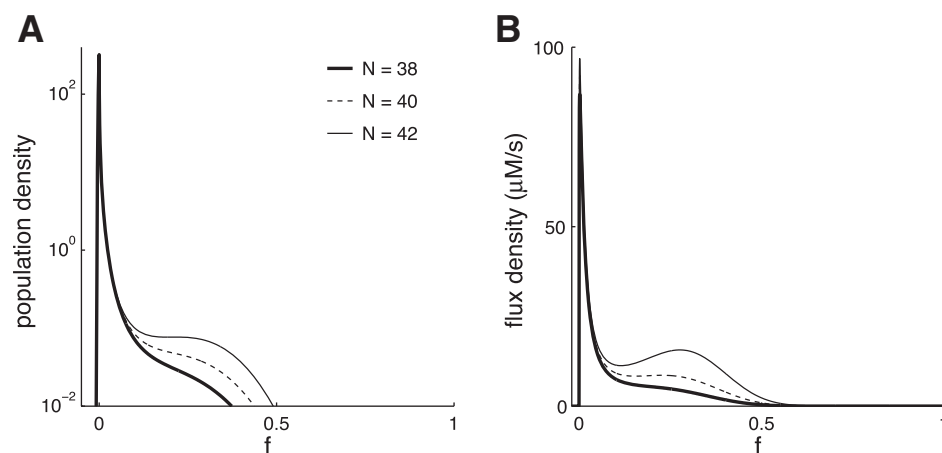 A
population density
10^2
10^0
10^-2
0
0.5
1
f
N = 38
N = 40
N = 42
B
flux density (μM/s)
100
50
0
0
0.5
f